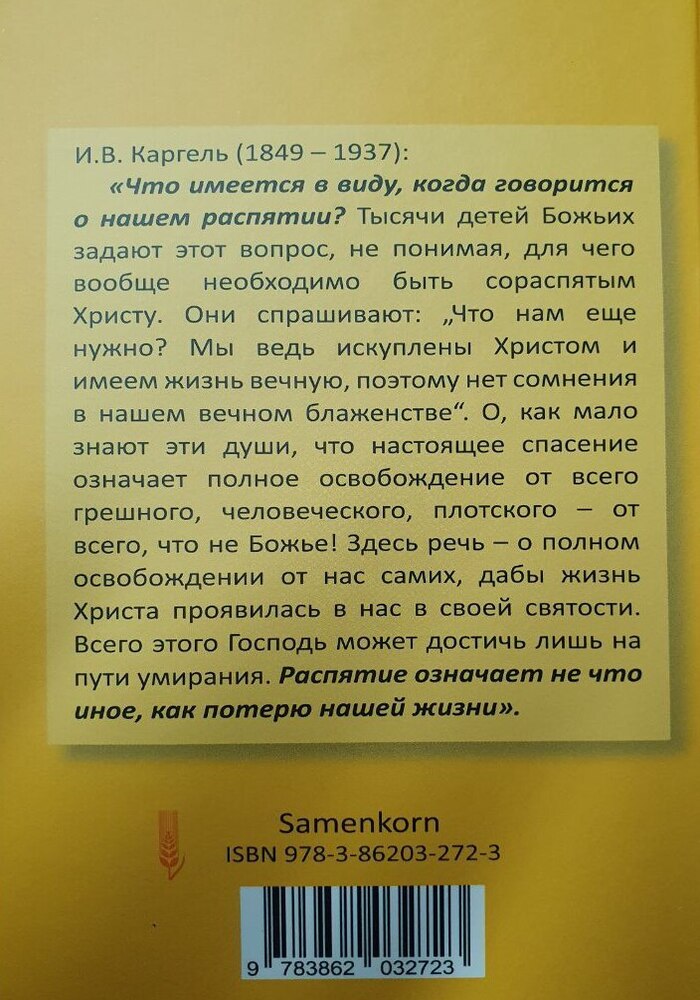 И.В. Каргель (1849 – 1937):
«Что имеется в виду, когда говорится
о нашем распятии? Тысячи детей Божьих
задают этот вопрос, не понимая, для чего
вообще необходимо быть сораспятым
Христу. Они спрашивают: „Что нам еще
нужно? Мы ведь искуплены Христом и
имеем жизнь вечную, поэтому нет сомнения
в нашем вечном блаженстве“. О, как мало
знают эти души, что настоящее спасение
означает полное освобождение от всего
грешного, человеческого, плотского – от
всего, что не Божье! Здесь речь – о полном
освобождении от нас самих, дабы жизнь
Христа проявилась в нас в своей святости.
Всего этого Господь может достичь лишь на
пути умирания. Распятие означает не что
иное, как потерю нашей жизни».
Samenkorn
ISBN 978-3-86203-272-3
9 783862 032723